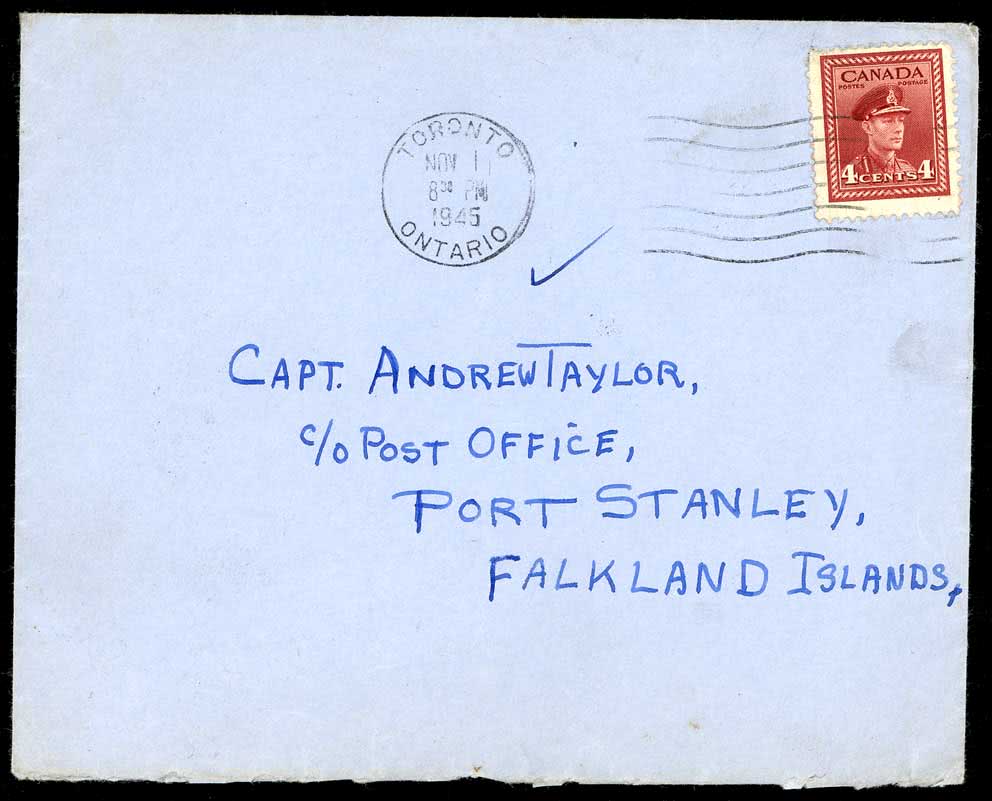 CANADA
POSTES POSTAGE
4 CENTS 4
TORONTO
NOV 11
8 30 PM
1945
ONTARIO
CAPT. ANDREW TAYLOR,
c/o POST OFFICE,
PORT STANLEY,
FALKLAND ISLANDS,